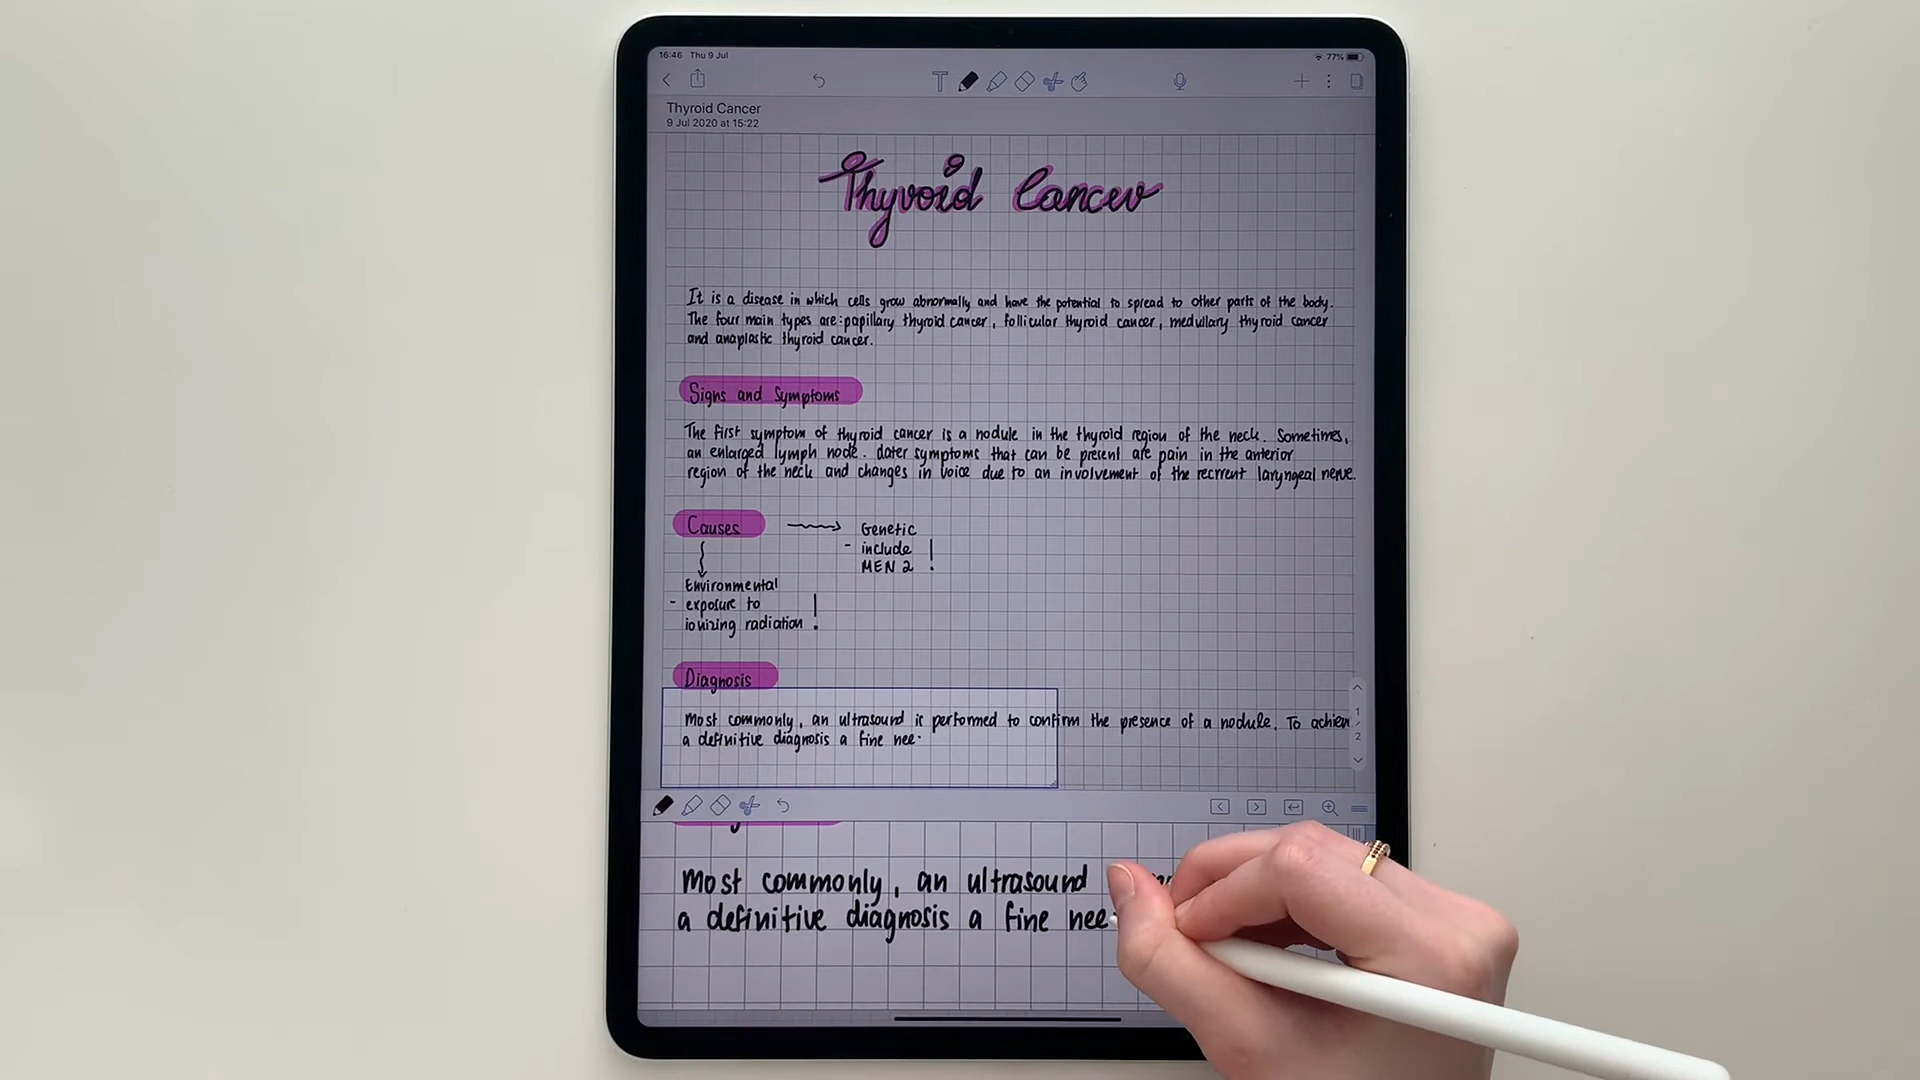 16:46 Thu 9 Jul
77%
Thyroid Cancer
9 Jul 2020 at 15:22
Thyroid Cancer
It is a disease in which cells grow abnormally and have the potential to spread to other parts of the body.
The four main types are: papillary thyroid cancer, follicular thyroid cancer, medullary thyroid cancer
and anaplastic thyroid cancer.
Signs and Symptoms
The first symptom of thyroid cancer is a nodule in the thyroid region of the neck. Sometimes,
an enlarged lymph node. Later symptoms that can be present are pain in the anterior
region of the neck and changes in voice due to an involvement of the recrrent laryngeal nerve.
Causes
Genetic
- include !
MEN 2
Environmental
- exposure to !
ionizing radiation
Diagnosis
Most commonly, an ultrasound is performed to confirm the presence of a nodule. To achiev
a definitive diagnosis a fine nee
1
2
Most commonly, an ultrasound
a definitive diagnosis a fine nee